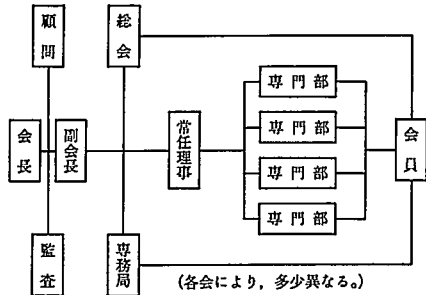 顧問
総会
会長
副会長
常任理事
専門部
専門部
専門部
専門部
会員
監査
専務局
(各会により，多少異なる。)